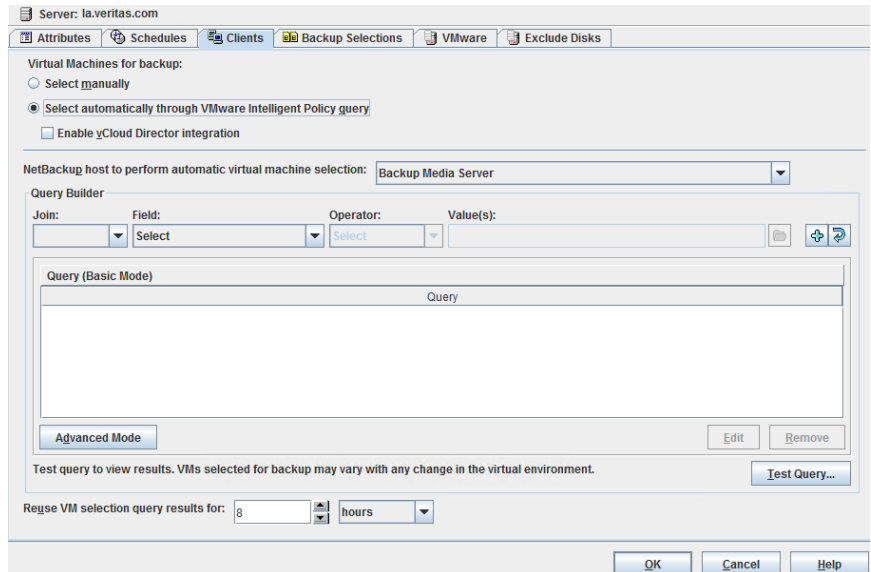 Server: la.veritas.com
Attributes Schedules Clients Backup Selections VMware Exclude Disks
Virtual Machines for backup:
Select manually
Select automatically through VMware Intelligent Policy query
Enable vCloud Director integration
NetBackup host to perform automatic virtual machine selection: Backup Media Server
Query Builder
Join: Field: Operator: Value(s):
Select Select
Query (Basic Mode)
Query
Advanced Mode Edit Remove
Test query to view results. VMs selected for backup may vary with any change in the virtual environment.
Test Query...
Reuse VM selection query results for: 8 hours
OK Cancel Help